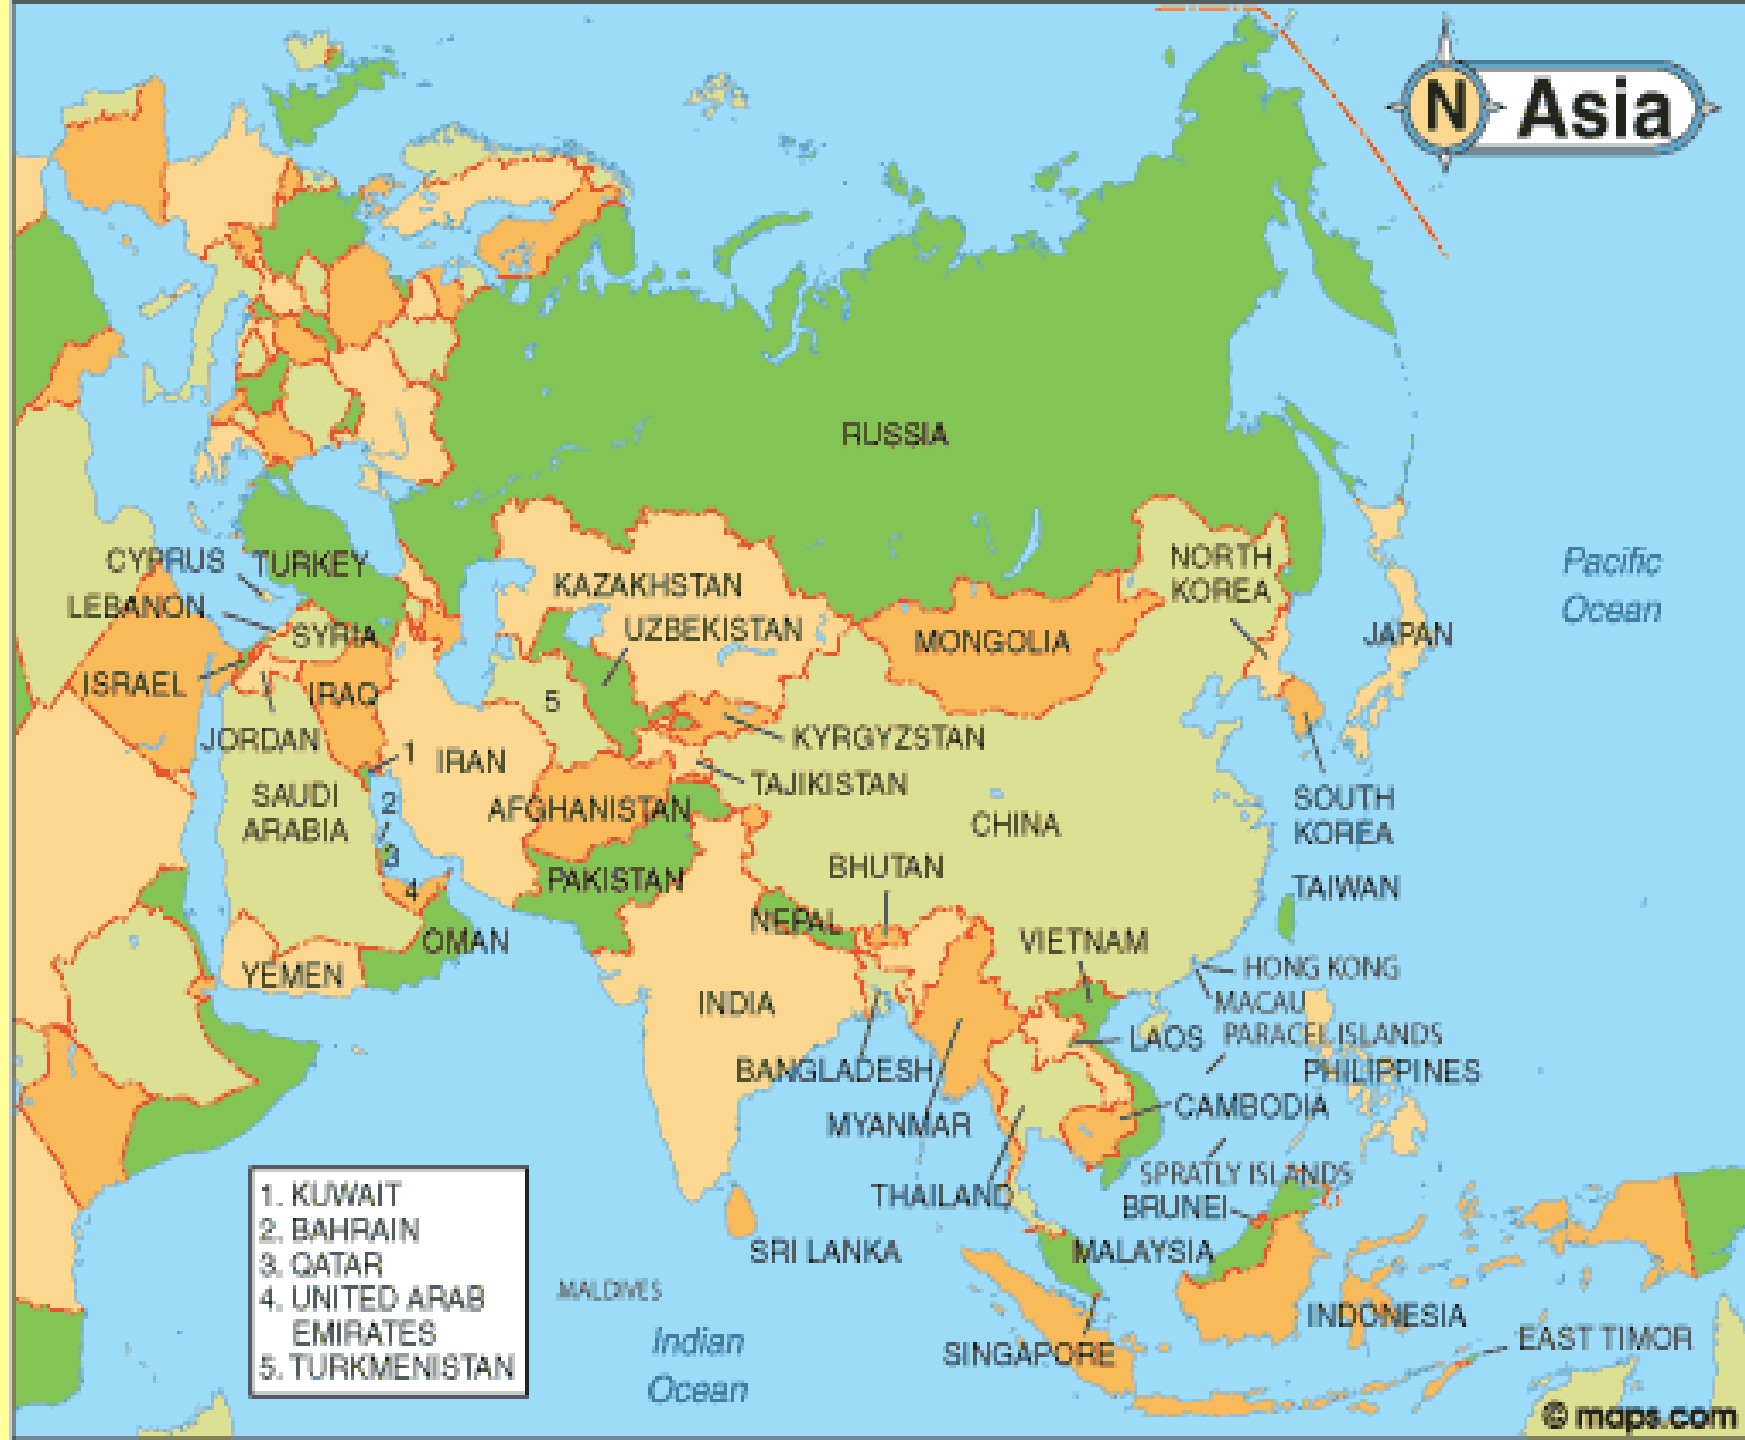 N Asia
RUSSIA
CYPRUS
TURKEY
KAZAKHSTAN
NORTH
KOREA
Pacific
Ocean
LEBANON
SYRIA
UZBEKISTAN
MONGOLIA
JAPAN
ISRAEL
IRAQ
5
JORDAN
1
IRAN
KYRGYZSTAN
TAJIKISTAN
SAUDI
ARABIA
2
3
4
AFGHANISTAN
CHINA
SOUTH
KOREA
PAKISTAN
BHUTAN
TAIWAN
NEPAL
OMAN
VIETNAM
YEMEN
HONG KONG
MACAU
INDIA
LAOS
PARACEL ISLANDS
BANGLADESH
PHILIPPINES
CAMBODIA
MYANMAR
SPRATLY ISLANDS
THAILAND
BRUNEI
SRI LANKA
MALAYSIA
MALDIVES
INDONESIA
Indian
Ocean
SINGAPORE
EAST TIMOR
1. KUWAIT
2. BAHRAIN
3. QATAR
4. UNITED ARAB
EMIRATES
5. TURKMENISTAN
© maps.com